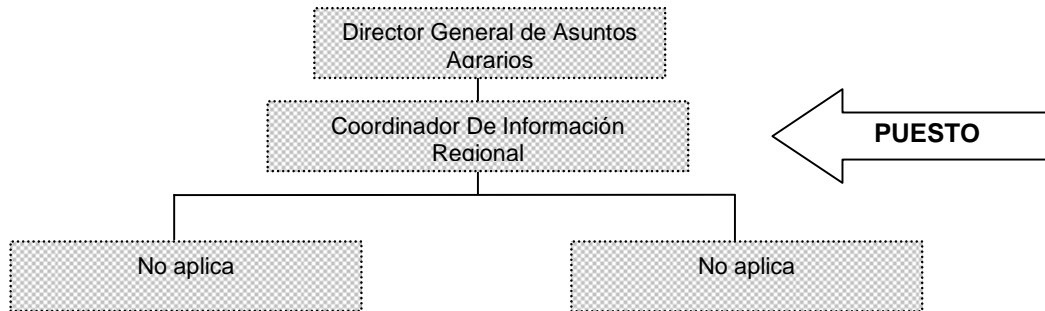 Director General de Asuntos
Agrarios
Coordinador De Información
Regional
PUESTO
No aplica
No aplica